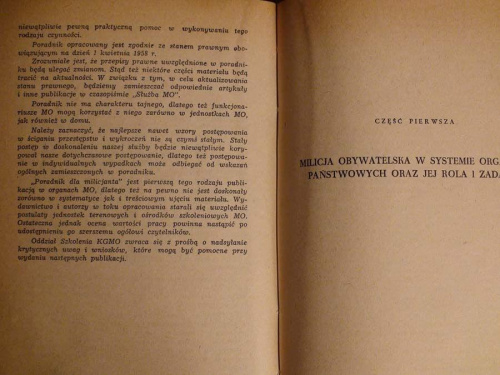 niewątpliwie pewną praktyczną pomoc w wykonywaniu tego
rodzaju czynności.
Poradnik opracowany jest zgodnie ze stanem prawnym obo-
wiązującym na dzień 1 kwietnia 1958 r.
Zrozumiałe jest, że przepisy prawne uwzględnione w poradni-
ku będą ulegać zmianom. Stąd też niektóre części materiału będą
tracić na aktualności. W związku z tym, w celu aktualizowania
stanu prawnego, będziemy zamieszczać odpowiednie artykuły
i inne publikacje w czasopiśmie „Służba MO".
Poradnik nie ma charakteru tajnego, dlatego też funkcjona-
riusze MO mogą korzystać z niego zarówno w jednostkach MO,
jak również w domu.
Należy zaznaczyć, że najlepsze nawet wzory postępowania
w ściganiu przestępstw i wykroczeń nie są czymś stałym. Stały
postęp w doskonaleniu naszej służby będzie niewątpliwie kory-
gował nasze dotychczasowe postępowanie, dlatego też postępowa-
nie w indywidualnych wypadkach może odbiegać od wskazań
ogólnych zamieszczonych w poradniku.
„Poradnik dla milicjanta" jest pierwszą tego rodzaju publika-
cją w organach MO, dlatego też na pewno nie jest doskonały
zarówno w systematyce jak i treściowym ujęciu materiału. Wy-
dawnictwo i autorzy w toku opracowania starali się uwzględnić
postulaty jednostek terenowych i ośrodków szkoleniowych MO.
Ostateczna jednak ocena wartości pracy powinna nastąpić po
udostępnieniu go szerszemu ogółowi czytelników.
Oddział Szkolenia KGMO zwraca się z prośbą o nadsyłanie
krytycznych uwag i wniosków, które mogą być pomocne przy
wydaniu następnych publikacji.
CZĘŚĆ PIERWSZA
MILICJA OBYWATELSKA W SYSTEMIE ORG
PAŃSTWOWYCH ORAZ JEJ ROLA I ZADA